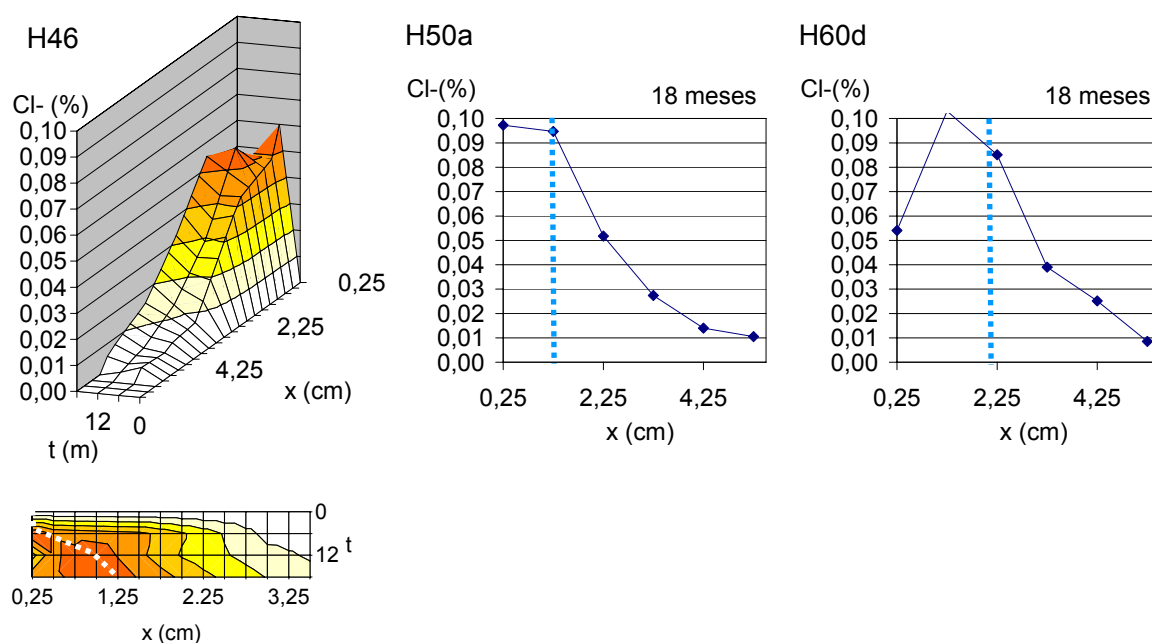 H46
Cl- (%)
0,10
0,09
0,08
0,07
0,06
0,05
0,04
0,03
0,02
0,01
0,00
12 0
t (m)
0,25
2,25
4,25
x (cm)
H50a
Cl-(%)
18 meses
0,10
0,09
0,08
0,07
0,06
0,05
0,04
0,03
0,02
0,01
0,00
0,25 2,25 4,25
x (cm)
H60d
Cl-(%)
18 meses
0,10
0,09
0,08
0,07
0,06
0,05
0,04
0,03
0,02
0,01
0,00
0,25 2,25 4,25
x (cm)
0
12 t
0,25 1,25 2.25 3,25
x (cm)